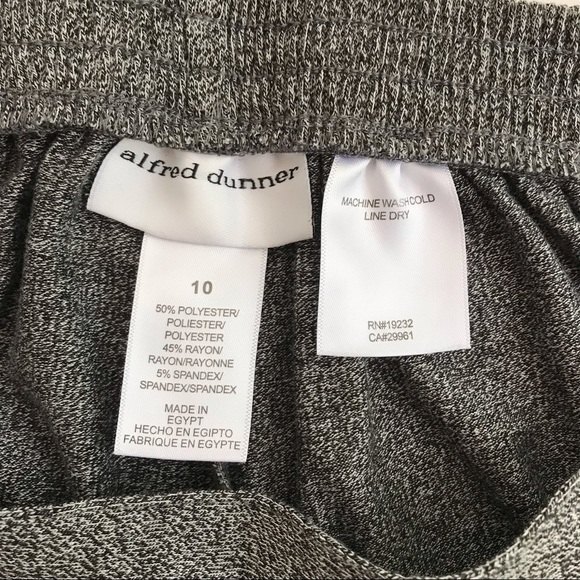 alfred dunner
10
50% POLYESTER/
POLIESTER/
POLYESTER
45% RAYON/
RAYON/RAYONNE
5% SPANDEX/
SPANDEX/SPANDEX
MADE IN
EGYPT
HECHO EN EGIPTO
FABRIQUE EN EGYPTE
MACHINE WASH COLD
LINE DRY
RN#19232
CA#29961